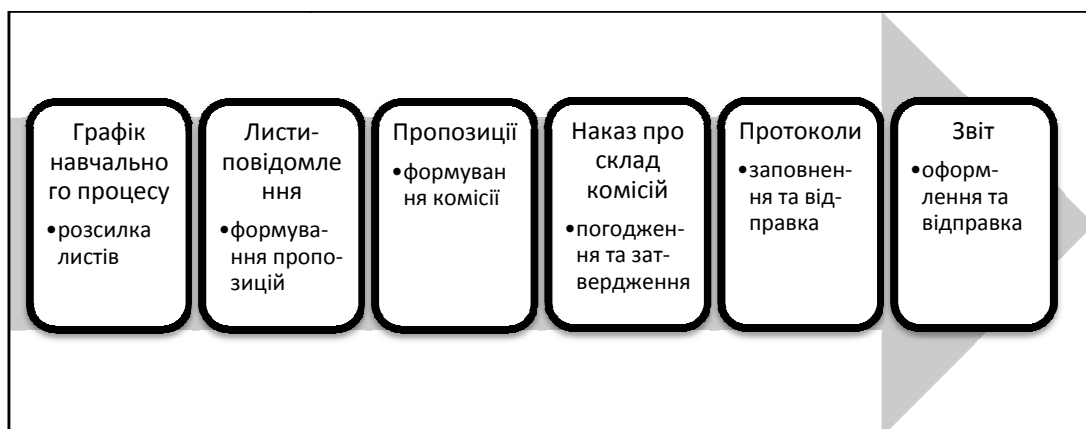 Графік
навчально
го процесу
•розсилка
листів
Листи-
повідомле
ння
•формува-
ння пропо-
зицій
Пропозиції
•формуван
ня комісії
Наказ про
склад
комісій
•погоджен-
ня та зат-
вердження
Протоколи
•заповнен-
ня та від-
правка
Звіт
•оформ-
лення та
відправка